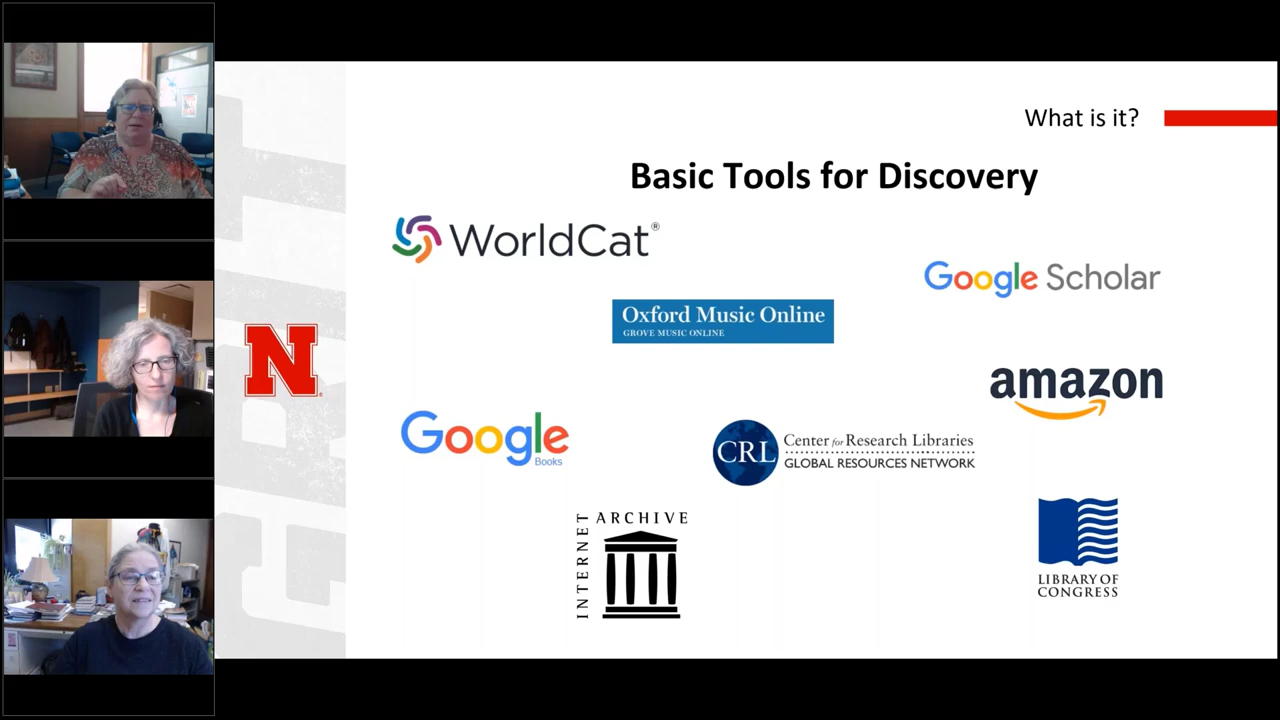 What is it?
Basic Tools for Discovery
WorldCat®
Google Scholar
Oxford Music Online
GROVE MUSIC ONLINE
amazon
Google
Books
CRL
Center for Research Libraries
GLOBAL RESOURCES NETWORK
INTERNET
ARCHIVE
LIBRARY OF
CONGRESS
N
GRIT